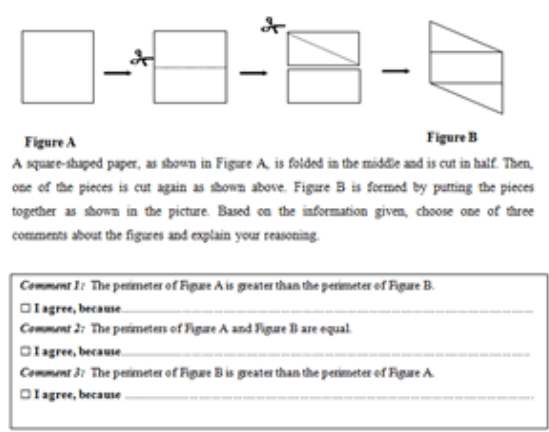 Figure A
Figure B
A square-shaped paper, as shown in Figure A, is folded in the middle and is cut in half. Then,
one of the pieces is cut again as shown above. Figure B is formed by putting the pieces
together as shown in the picture. Based on the information given, choose one of three
comments about the figures and explain your reasoning.
Comment 1: The perimeter of Figure A is greater than the perimeter of Figure B.
☐ I agree, because............................................................
Comment 2: The perimeters of Figure A and Figure B are equal.
☐ I agree, because............................................................
Comment 3: The perimeter of Figure B is greater than the perimeter of Figure A.
☐ I agree, because ............................................................